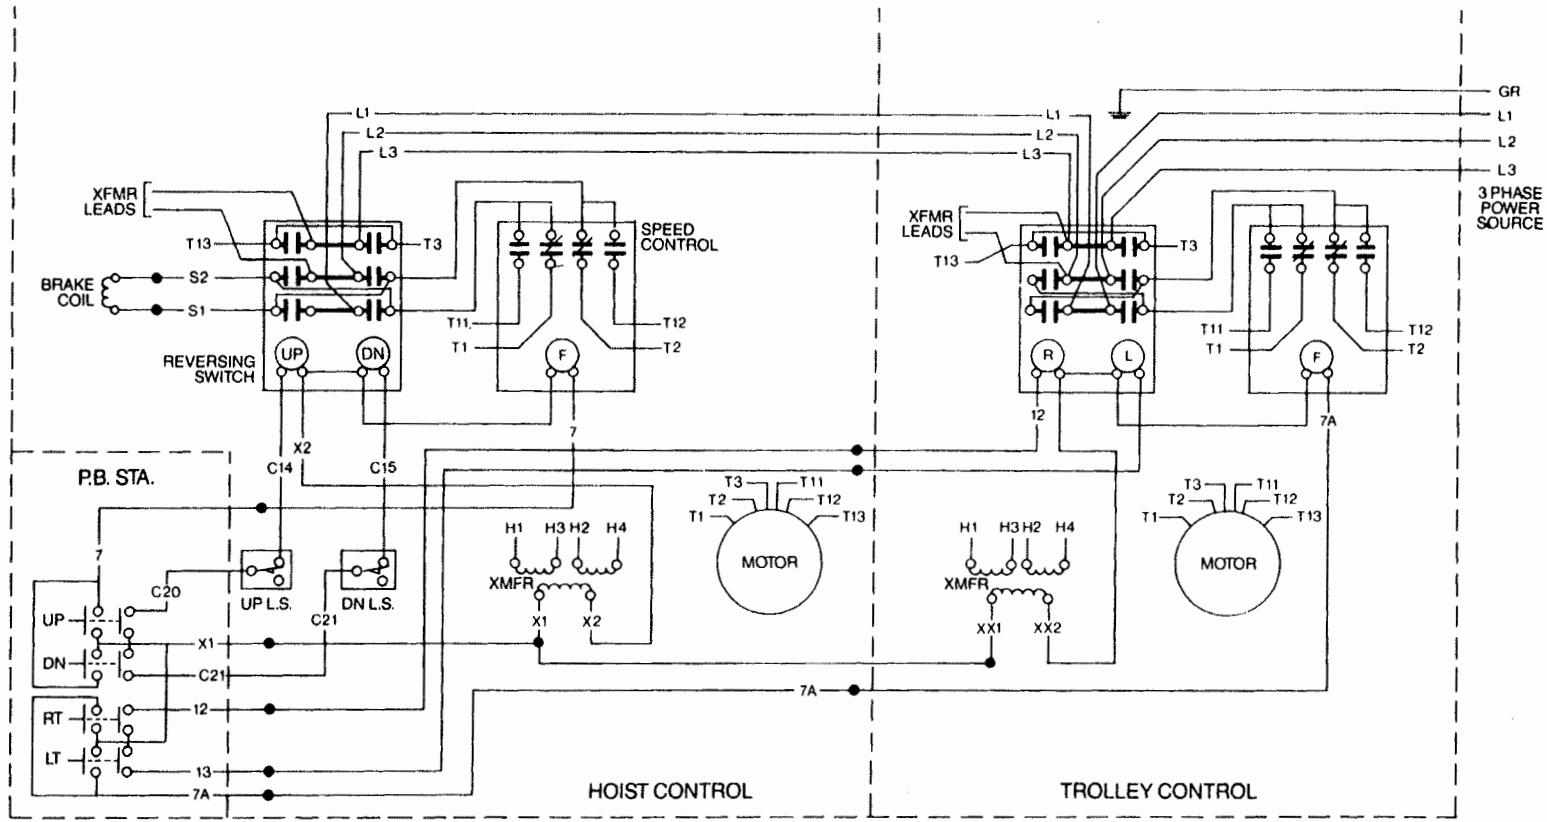 GR
L1
L1
L1
L2
L2
L2
L3
L3
L3
3 PHASE
POWER
SOURCE
XFMR
LEADS
T13
T3
SPEED
CONTROL
XFMR
LEADS
T13
T3
BRAKE
COIL
S2
S1
T11
T12
T1
T2
T11
T12
T1
T2
REVERSING
SWITCH
UP
DN
F
R
L
F
12
7A
7
X2
C14
C15
P.B. STA.
T3
T11
T2
T12
T1
T13
MOTOR
T3
T11
T2
T12
T1
T13
MOTOR
H1
H3
H2
H4
XMFR
X1
X2
H1
H3
H2
H4
XMFR
XX1
XX2
7
C20
UP L.S.
DN L.S.
C21
UP
X1
DN
C21
7A
RT
12
LT
13
7A
HOIST CONTROL
TROLLEY CONTROL